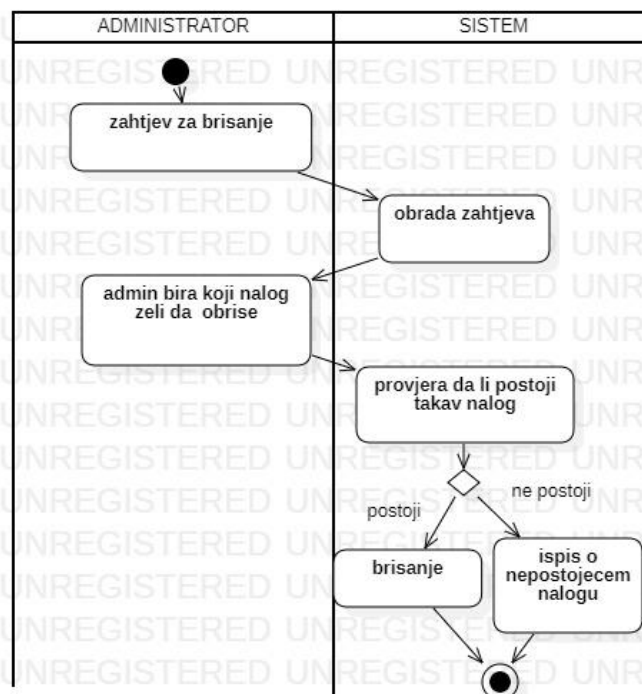 ADMINISTRATOR
SISTEM
zahtjev za brisanje
obrada zahtjeva
admin bira koji nalog
zeli da obrise
provjera da li postoji
takav nalog
postoji
ne postoji
brisanje
ispis o
nepostojecem
nalogu
UNREGISTERED